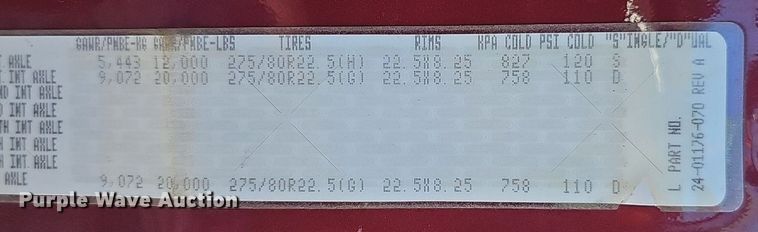 GAWR/PNBE-KG GAWR/PNBE-LBS TIRES RIMS KPA COLD PSI COLD "S"INGLE/"D"UAL
T. AXLE 5,443 12,000 275/80R22.5(H) 22.5X8.25 827 120 S
T INT AXLE 9,072 20,000 275/80R22.5(G) 22.5X8.25 758 110 D
ND INT AXLE
D INT AXLE
TH INT AXLE
H INT AXLE
H INT AXLE
AXLE 9,072 20,000 275/80R22.5(G) 22.5X8.25 758 110 D
L PART NO.
24-01176-070 REV A
Purple Wave Auction